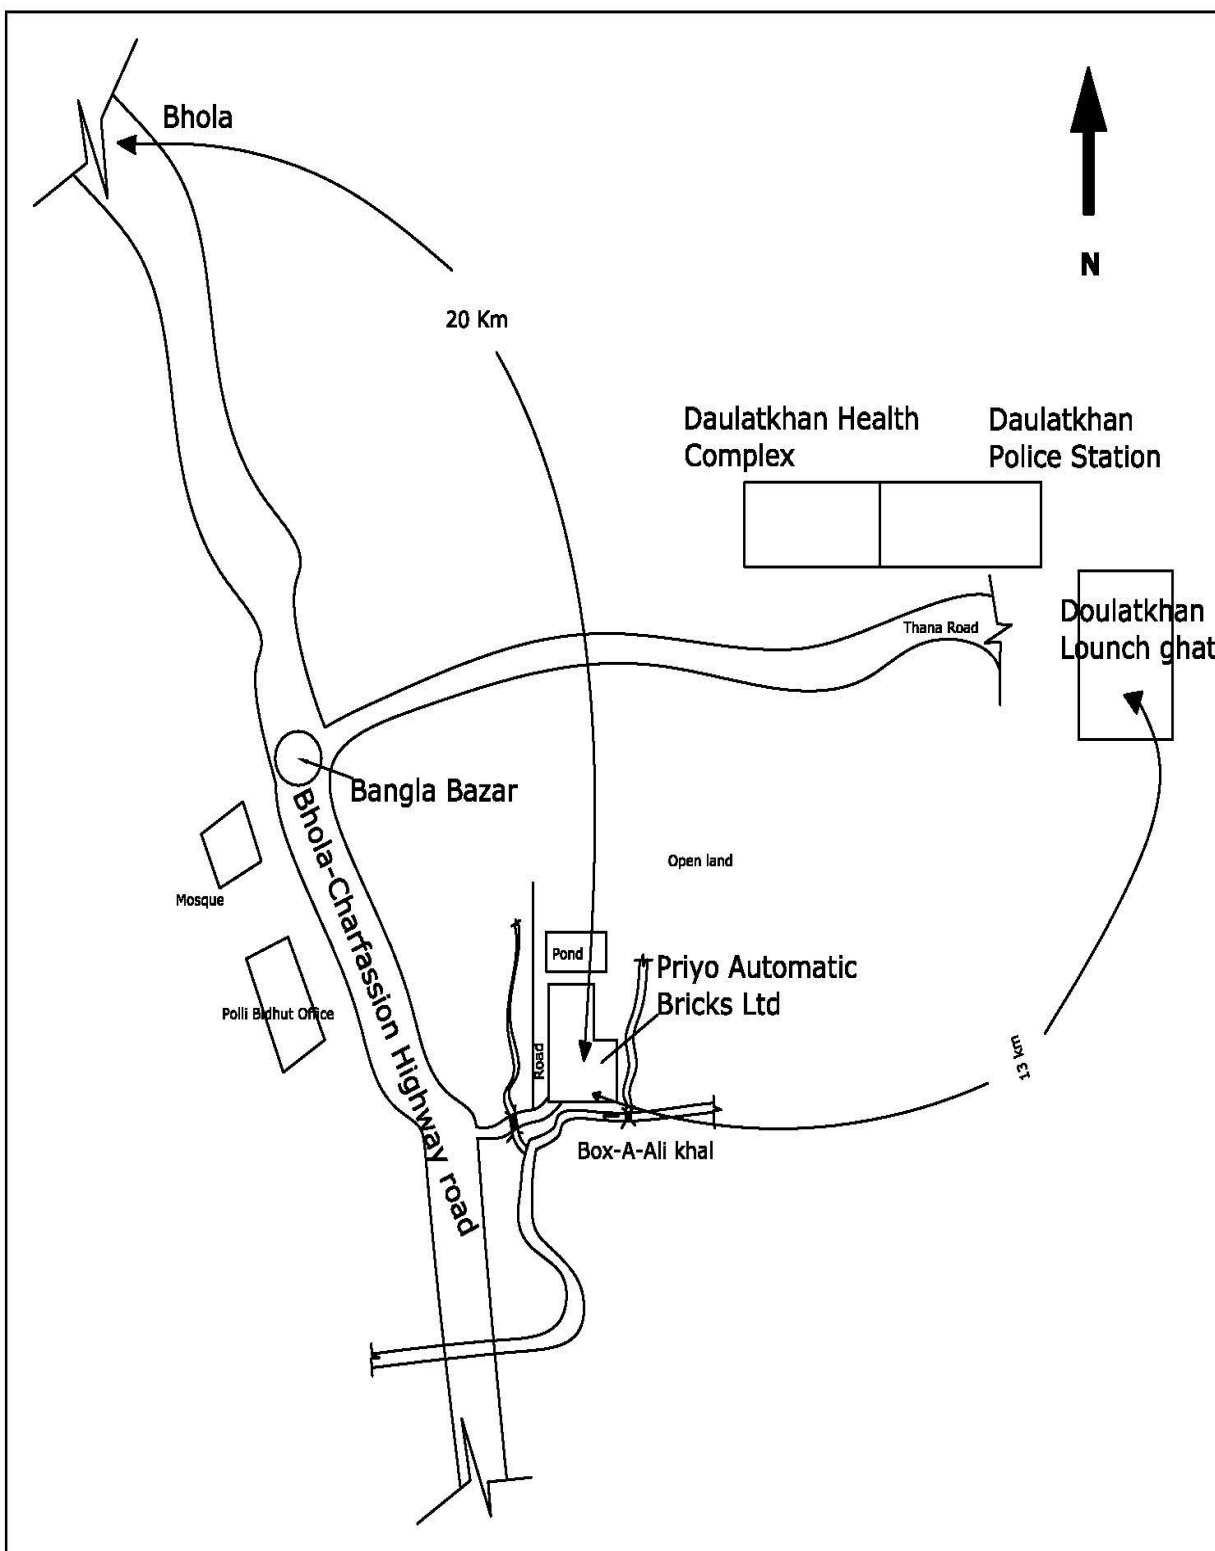 Bhola
N
20 Km
Daulatkhan Health
Complex
Daulatkhan
Police Station
Doulatkhan
Lounch ghat
Thana Road
Bangla Bazar
Bhola-Charfassion Highway road
Mosque
Open land
Pond
Priyo Automatic
Bricks Ltd
Polli Bidhut Office
Road
13 km
Box-A-Ali khal